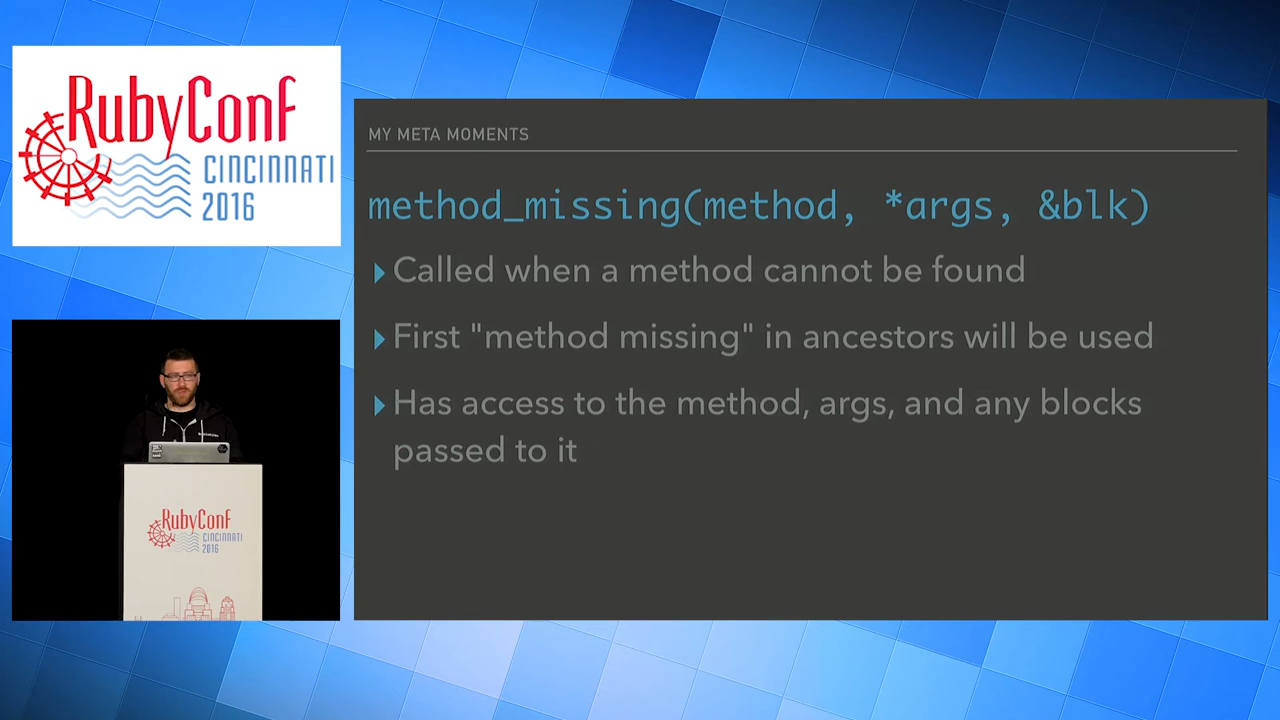 RubyConf
CINCINNATI
2016
MY META MOMENTS
method_missing(method, *args, &blk)
Called when a method cannot be found
First "method missing" in ancestors will be used
Has access to the method, args, and any blocks
passed to it
RubyConf
CINCINNATI
2016